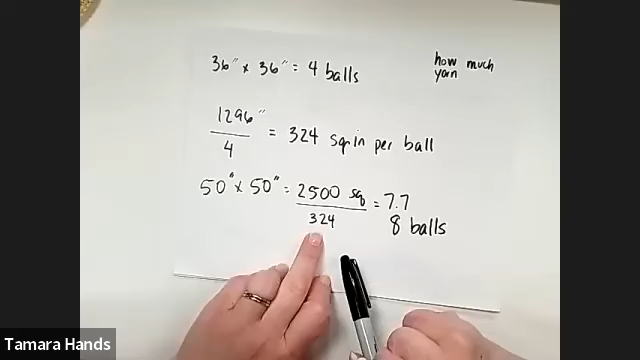 36" × 36" = 4 balls
how much
yarn
1296"
4
= 324 sq in per ball
50" × 50" = 2500 sq
324
= 7.7
8 balls
Tamara Hands